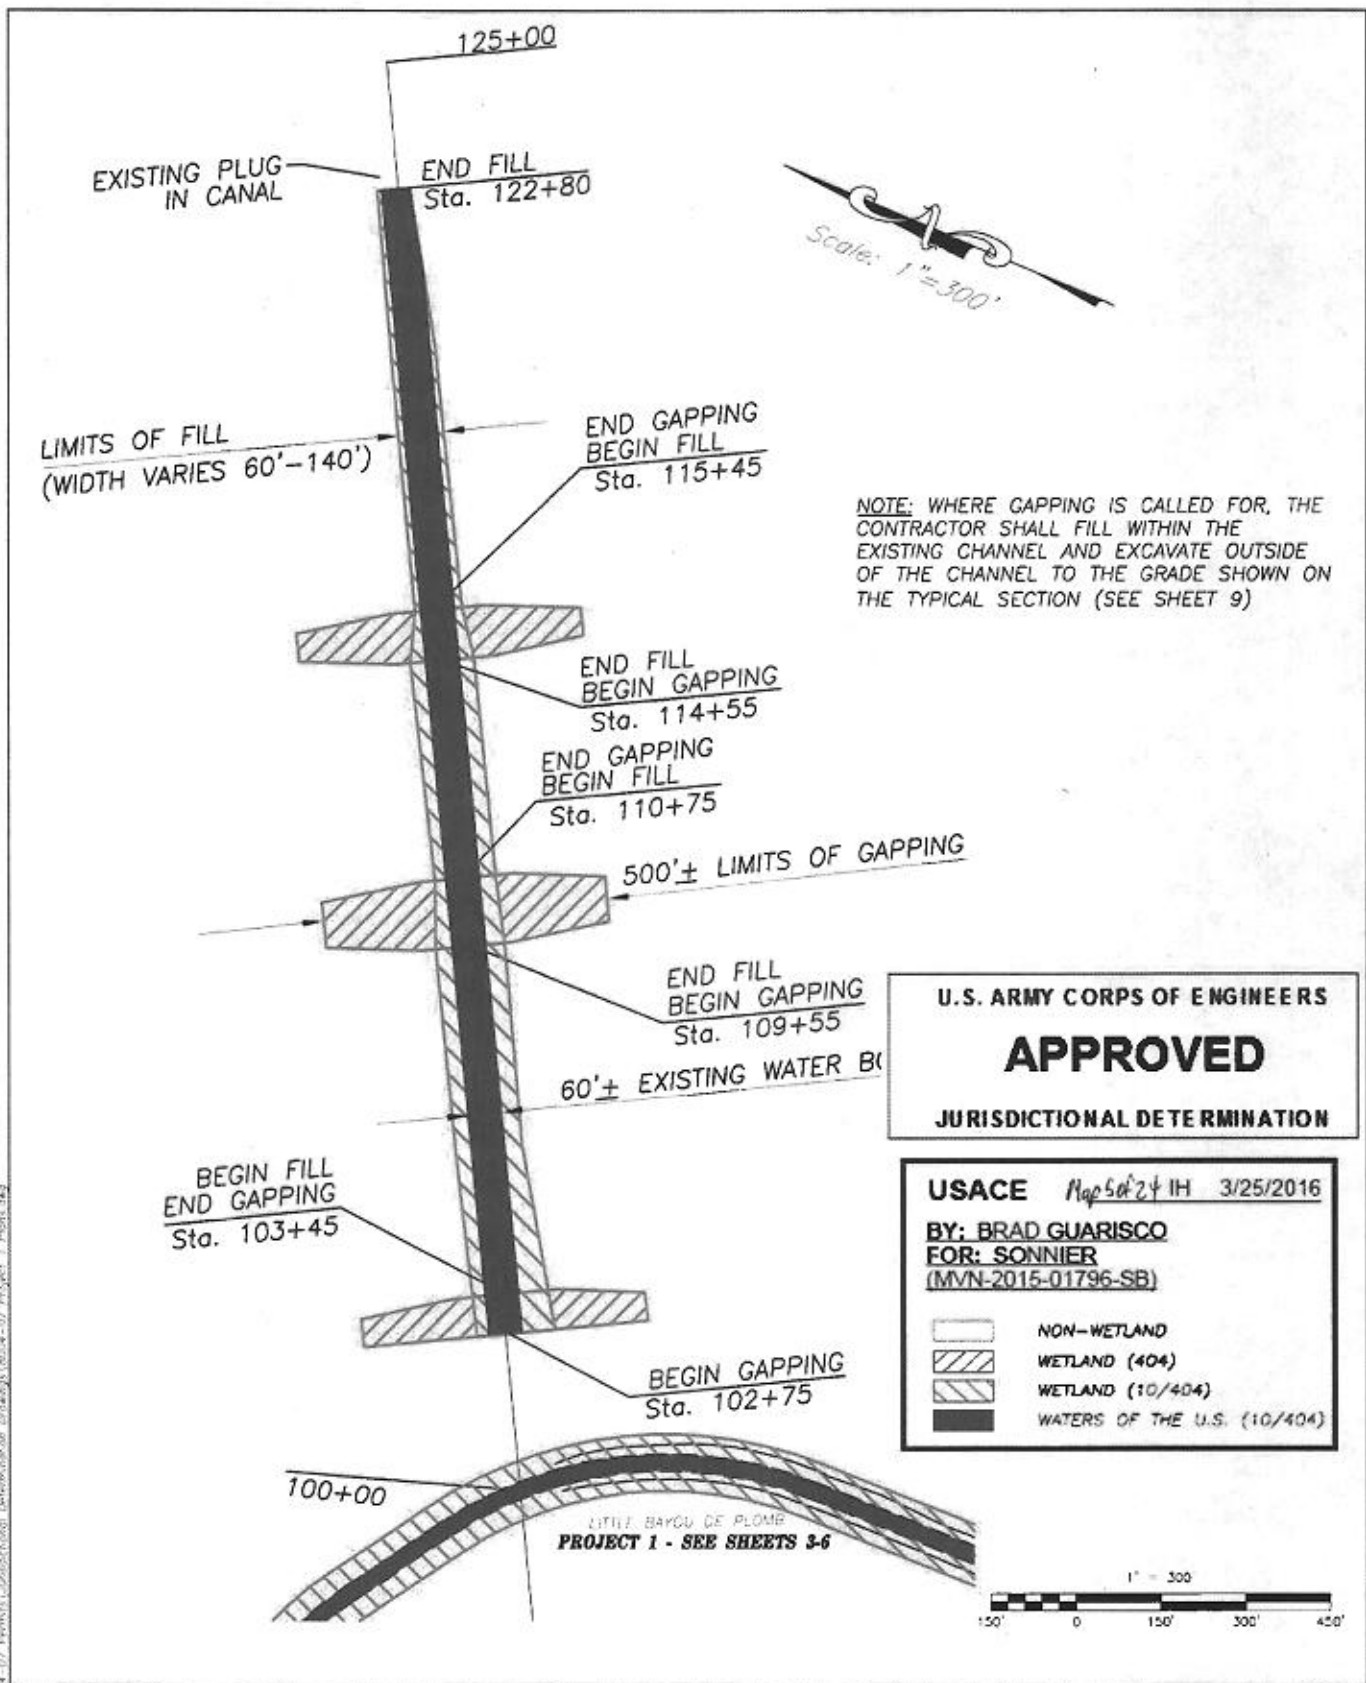 125+00
EXISTING PLUG
IN CANAL
END FILL
Sta. 122+80
Scale: 1"=300'
LIMITS OF FILL
(WIDTH VARIES 60'-140')
END GAPPING
BEGIN FILL
Sta. 115+45
NOTE: WHERE GAPPING IS CALLED FOR, THE
CONTRACTOR SHALL FILL WITHIN THE
EXISTING CHANNEL AND EXCAVATE OUTSIDE
OF THE CHANNEL TO THE GRADE SHOWN ON
THE TYPICAL SECTION (SEE SHEET 9)
END FILL
BEGIN GAPPING
Sta. 114+55
END GAPPING
BEGIN FILL
Sta. 110+75
500'± LIMITS OF GAPPING
END FILL
BEGIN GAPPING
Sta. 109+55
60'± EXISTING WATER
U.S. ARMY CORPS OF ENGINEERS
APPROVED
JURISDICTIONAL DETERMINATION
BEGIN FILL
END GAPPING
Sta. 103+45
USACE Map 5 of 24 IH 3/25/2016
BY: BRAD GUARISCO
FOR: SONNIER
(MVN-2015-01796-SB)
NON-WETLAND
WETLAND (404)
WETLAND (10/404)
WATERS OF THE U.S. (10/404)
BEGIN GAPPING
Sta. 102+75
100+00
LITTLE BAYOU DE PLOMB
PROJECT 1 - SEE SHEETS 3-6
1" = 300'
150' 0 150' 300' 450'